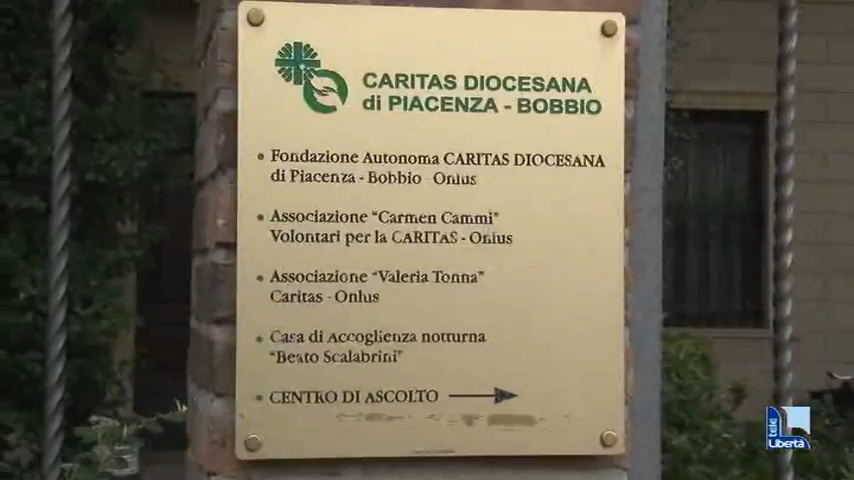 CARITAS DIOCESANA
di PIACENZA - BOBBIO
• Fondazione Autonoma CARITAS DIOCESANA
di Piacenza - Bobbio - Onlus
• Associazione "Carmen Cammi"
Volontari per la CARITAS - Onlus
• Associazione "Valeria Tonna"
Caritas - Onlus
• Casa di Accoglienza notturna
"Beato Scalabrini"
• CENTRO DI ASCOLTO
tele
Libertà